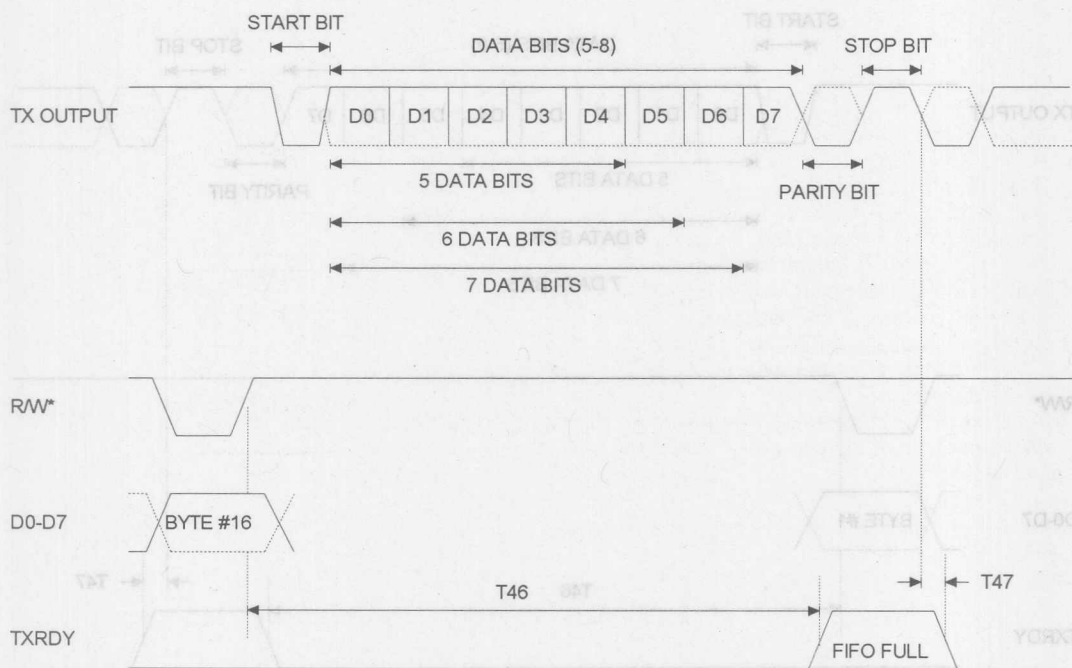 START BIT
DATA BITS (5-8)
STOP BIT
TX OUTPUT
D0 D1 D2 D3 D4 D5 D6 D7
5 DATA BITS
PARITY BIT
6 DATA BITS
7 DATA BITS
R/W*
D0-D7
BYTE #16
T47
T46
TXRDY
FIFO FULL